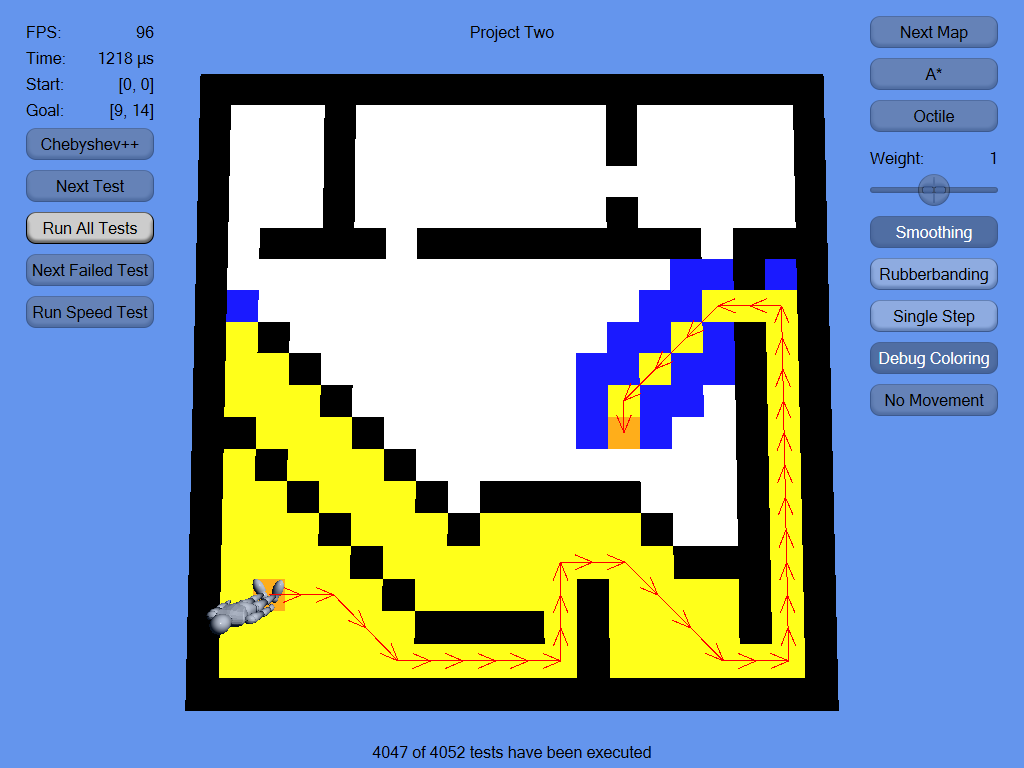 FPS: 96
Time: 1218 µs
Start: [0, 0]
Goal: [9, 14]
Chebyshev++
Next Test
Run All Tests
Next Failed Test
Run Speed Test
Project Two
Next Map
A*
Octile
Weight: 1
Smoothing
Rubberbanding
Single Step
Debug Coloring
No Movement
4047 of 4052 tests have been executed